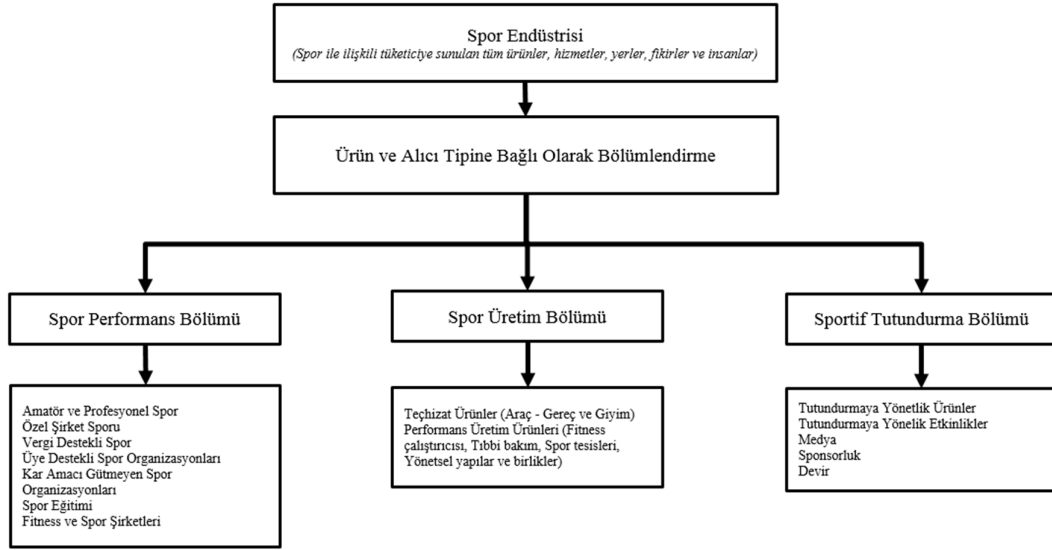 Spor Endüstrisi
(Spor ile ilişkili tüketiciye sunulan tüm ürünler, hizmetler, yerler, fikirler ve insanlar)
Ürün ve Alıcı Tipine Bağlı Olarak Bölümlendirme
Spor Performans Bölümü
Spor Üretim Bölümü
Sportif Tutundurma Bölümü
Amatör ve Profesyonel Spor
Özel Şirket Sporu
Vergi Destekli Spor
Üye Destekli Spor Organizasyonları
Kar Amacı Gütmeyen Spor
Organizasyonları
Spor Eğitimi
Fitness ve Spor Şirketleri
Teçhizat Ürünler (Araç - Gereç ve Giyim)
Performans Üretim Ürünleri (Fitness
çalıştırıcısı, Tıbbi bakım, Spor tesisleri,
Yönetsel yapılar ve birlikler)
Tutundurmaya Yönetlik Ürünler
Tutundurmaya Yönelik Etkinlikler
Medya
Sponsorluk
Devir